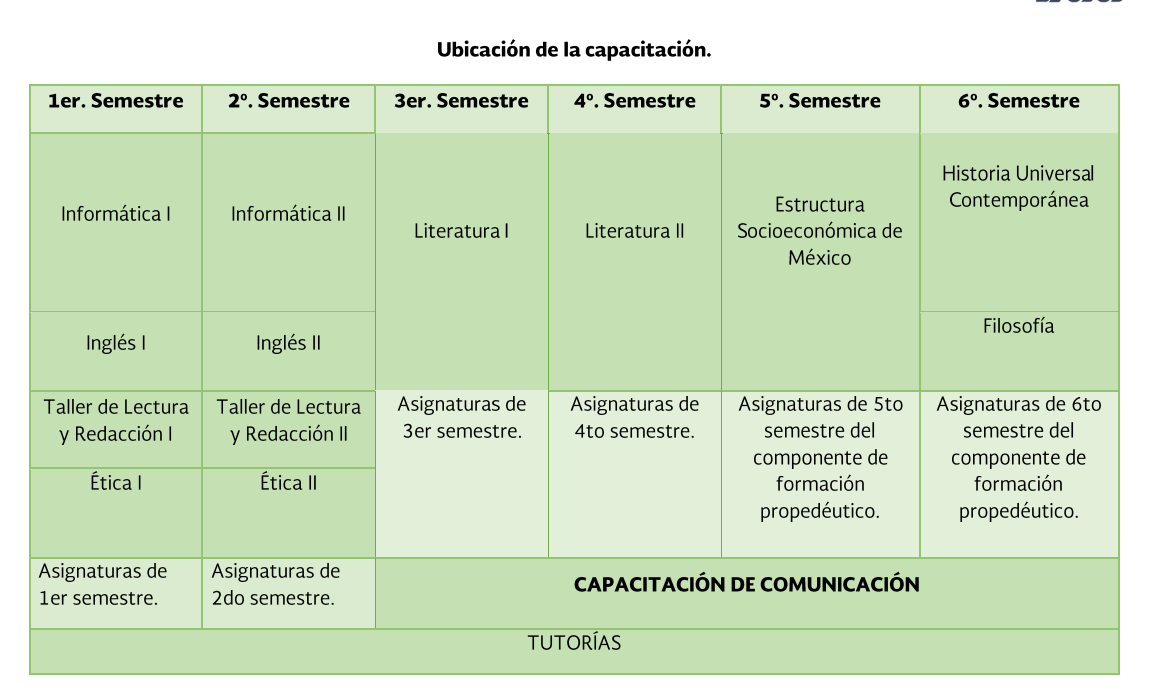 Ubicación de la capacitación.
1er. Semestre
2º. Semestre
3er. Semestre
4º. Semestre
5º. Semestre
6º. Semestre
Informática I
Informática II
Literatura I
Literatura II
Estructura
Socioeconómica de
México
Historia Universal
Contemporánea
Inglés I
Inglés II
Filosofía
Taller de Lectura
y Redacción I
Taller de Lectura
y Redacción II
Asignaturas de
3er semestre.
Asignaturas de
4to semestre.
Asignaturas de 5to
semestre del
componente de
formación
propedéutico.
Asignaturas de 6to
semestre del
componente de
formación
propedéutico.
Ética I
Ética II
Asignaturas de
1er semestre.
Asignaturas de
2do semestre.
CAPACITACIÓN DE COMUNICACIÓN
TUTORÍAS